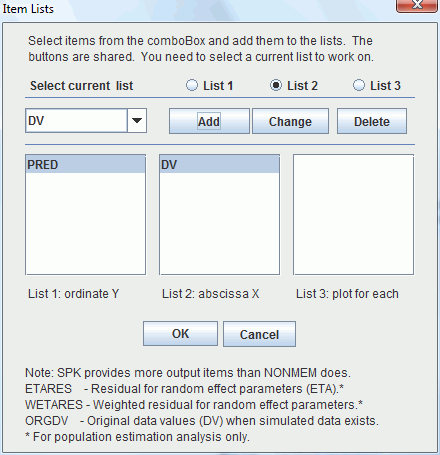 Item Lists
Select items from the comboBox and add them to the lists. The
buttons are shared. You need to select a current list to work on.
Select current list List 1 List 2 List 3
DV Add Change Delete
PRED DV
List 1: ordinate Y List 2: abscissa X List 3: plot for each
OK Cancel
Note: SPK provides more output items than NONMEM does.
ETARES - Residual for random effect parameters (ETA).*
WETARES - Weighted residual for random effect parameters.*
ORGDV - Original data values (DV) when simulated data exists.
* For population estimation analysis only.